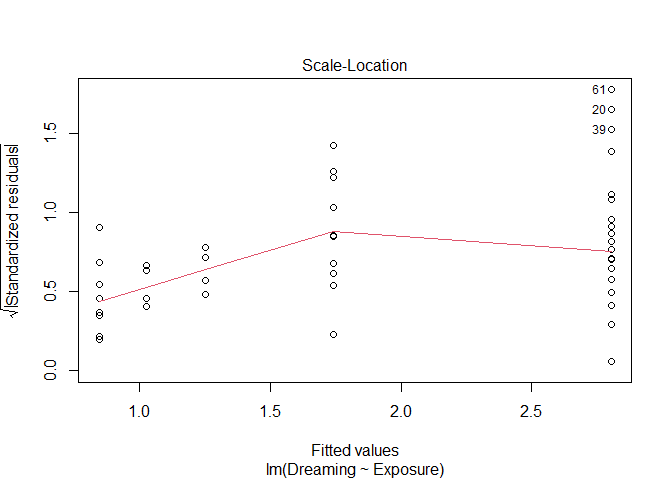 Scale-Location
61
20
39
√|Standardized residuals|
0.0
0.5
1.0
1.5
1.0
1.5
2.0
2.5
Fitted values
lm(Dreaming ~ Exposure)